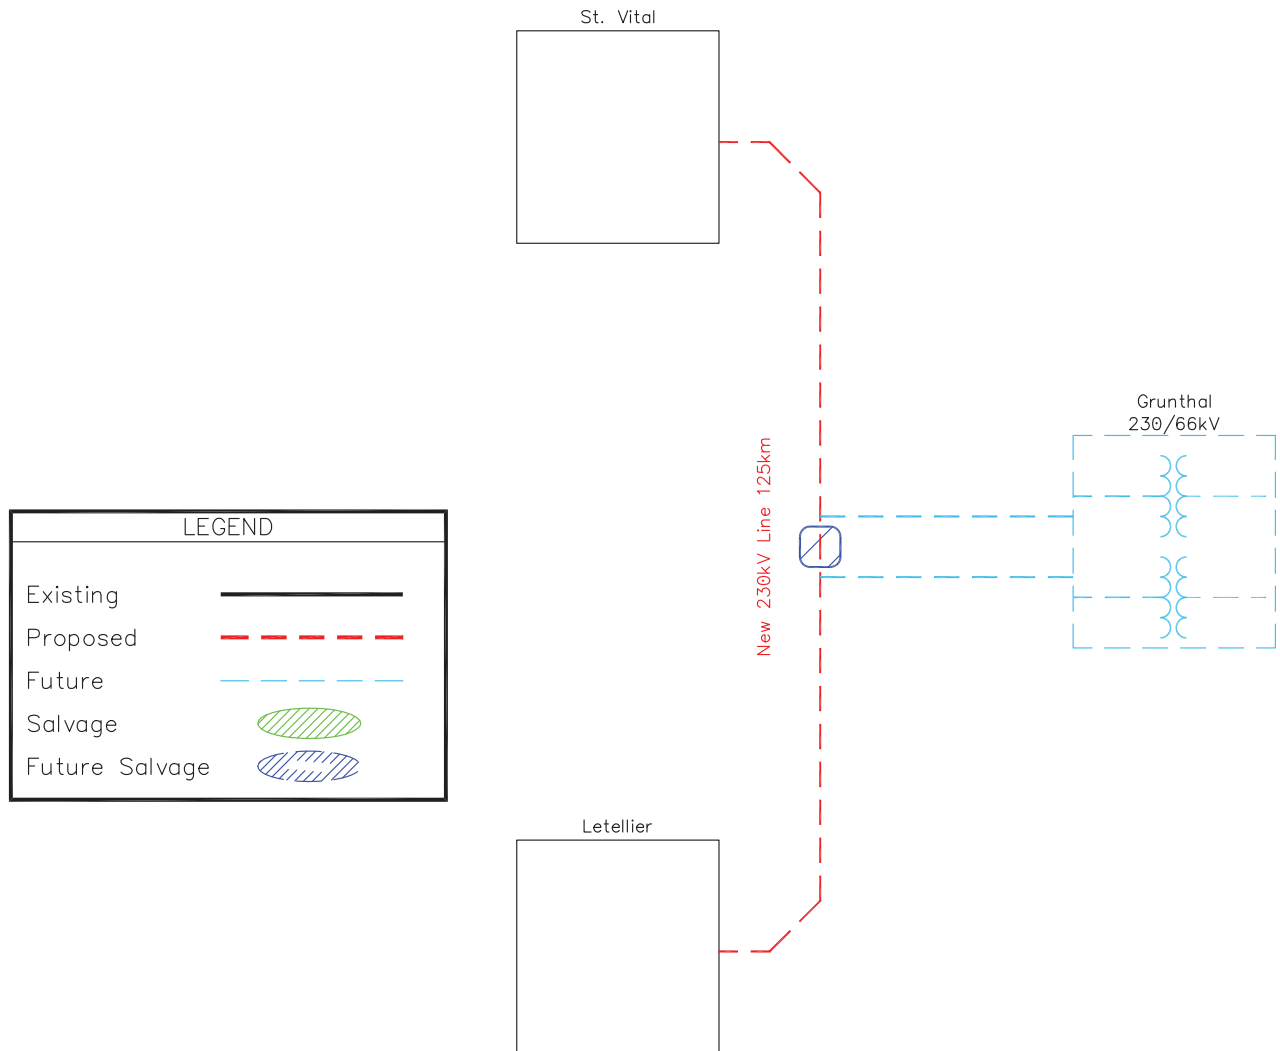 St. Vital
Grunthal
230/66kV
New 230kV Line 125km
LEGEND
Existing
Proposed
Future
Salvage
Future Salvage
Letellier